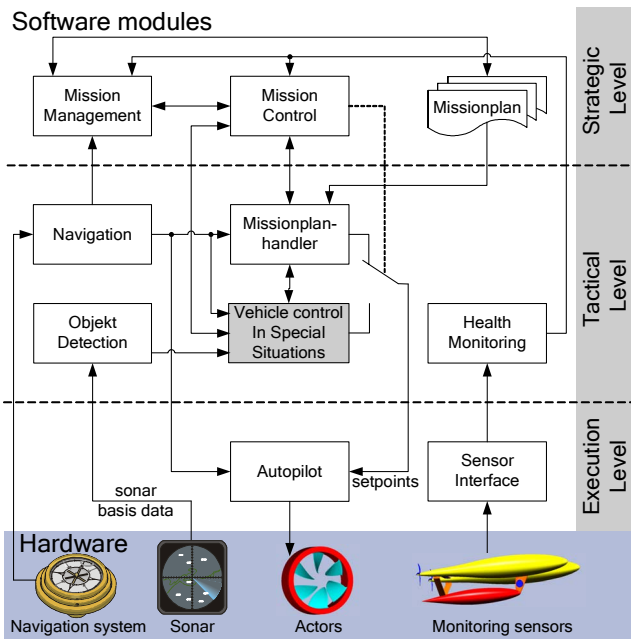 Software modules
Strategic
Level
Mission
Management
Mission
Control
Missionplan
Tactical
Level
Navigation
Missionplan-
handler
Objekt
Detection
Vehicle control
In Special
Situations
Health
Monitoring
Execution
Level
Autopilot
setpoints
Sensor
Interface
sonar
basis data
Hardware
Navigation system
Sonar
Actors
Monitoring sensors